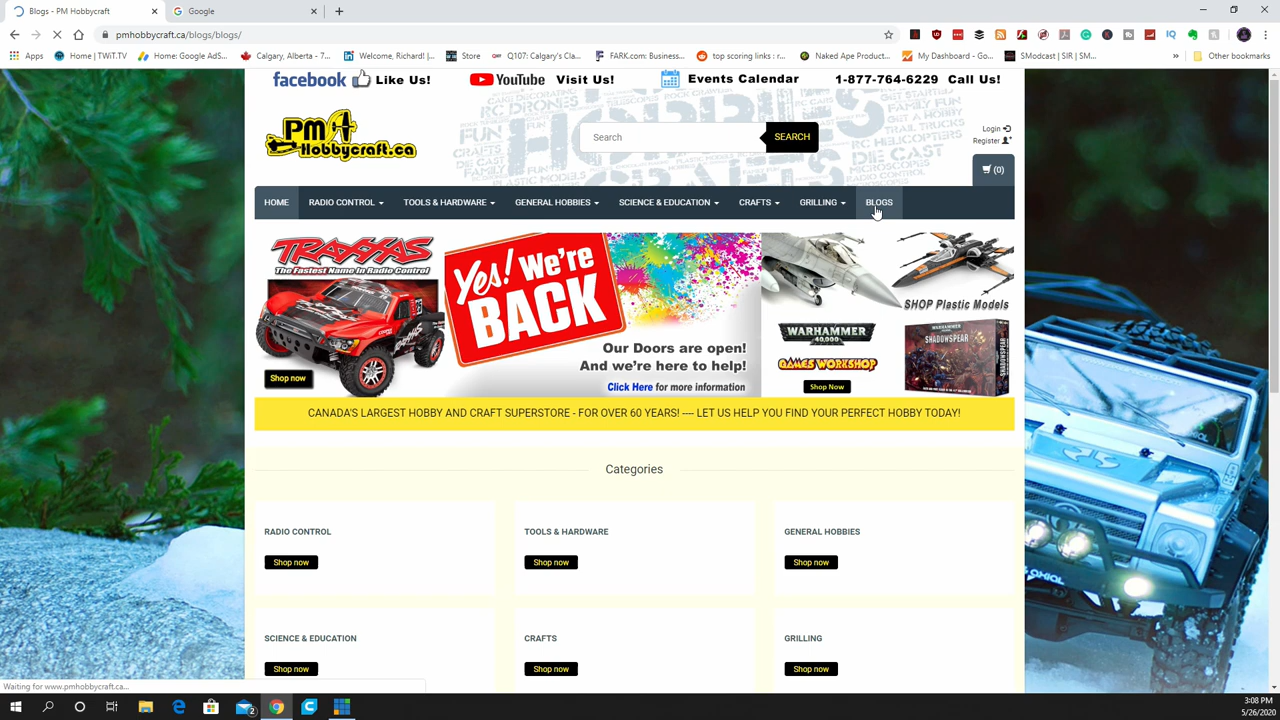 Blogs - PM Hobbycraft
Google
pmhobbycraft.ca/blogs/blogs/
Apps
Home | TWiT.TV
Home: Google AdS...
Calgary, Alberta - 7...
Welcome, Richard! |...
Store
Q107: Calgary's Cla...
FARK.com: Business...
top scoring links : r...
Naked Ape Product...
My Dashboard - Go...
SModcast | SIR | SM...
»
Other bookmarks
facebook Like Us!
YouTube Visit Us!
Events Calendar
1-877-764-6229 Call Us!
PM Hobbycraft.ca
HOBBIES
Search
SEARCH
Login
Register
(0)
HOME
RADIO CONTROL
TOOLS & HARDWARE
GENERAL HOBBIES
SCIENCE & EDUCATION
CRAFTS
GRILLING
BLOGS
TRAXXAS
The Fastest Name in Radio Control
Shop now
Yes! We're
BACK
Our Doors are open!
And we're here to help!
Click Here for more information
SHOP Plastic Models
WARHAMMER
40,000
GAMES WORKSHOP
Shop Now
SHADOWSPEAR
CANADA'S LARGEST HOBBY AND CRAFT SUPERSTORE - FOR OVER 60 YEARS! ---- LET US HELP YOU FIND YOUR PERFECT HOBBY TODAY!
Categories
RADIO CONTROL
Shop now
TOOLS & HARDWARE
Shop now
GENERAL HOBBIES
Shop now
SCIENCE & EDUCATION
Shop now
CRAFTS
Shop now
GRILLING
Shop now
Waiting for www.pmhobbycraft.ca...
3:08 PM
5/26/2020